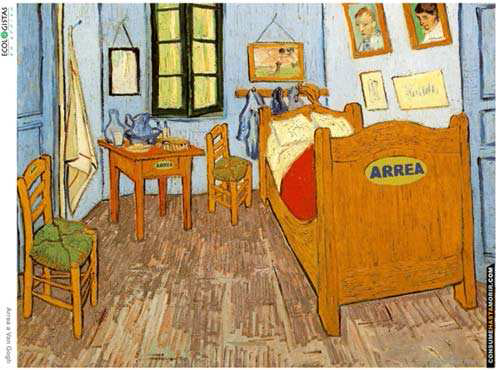 ECOLOGISTAS
ARREA
ARREA
Arrea a Van Gogh
CONSUMEHASTAMORIR.COM